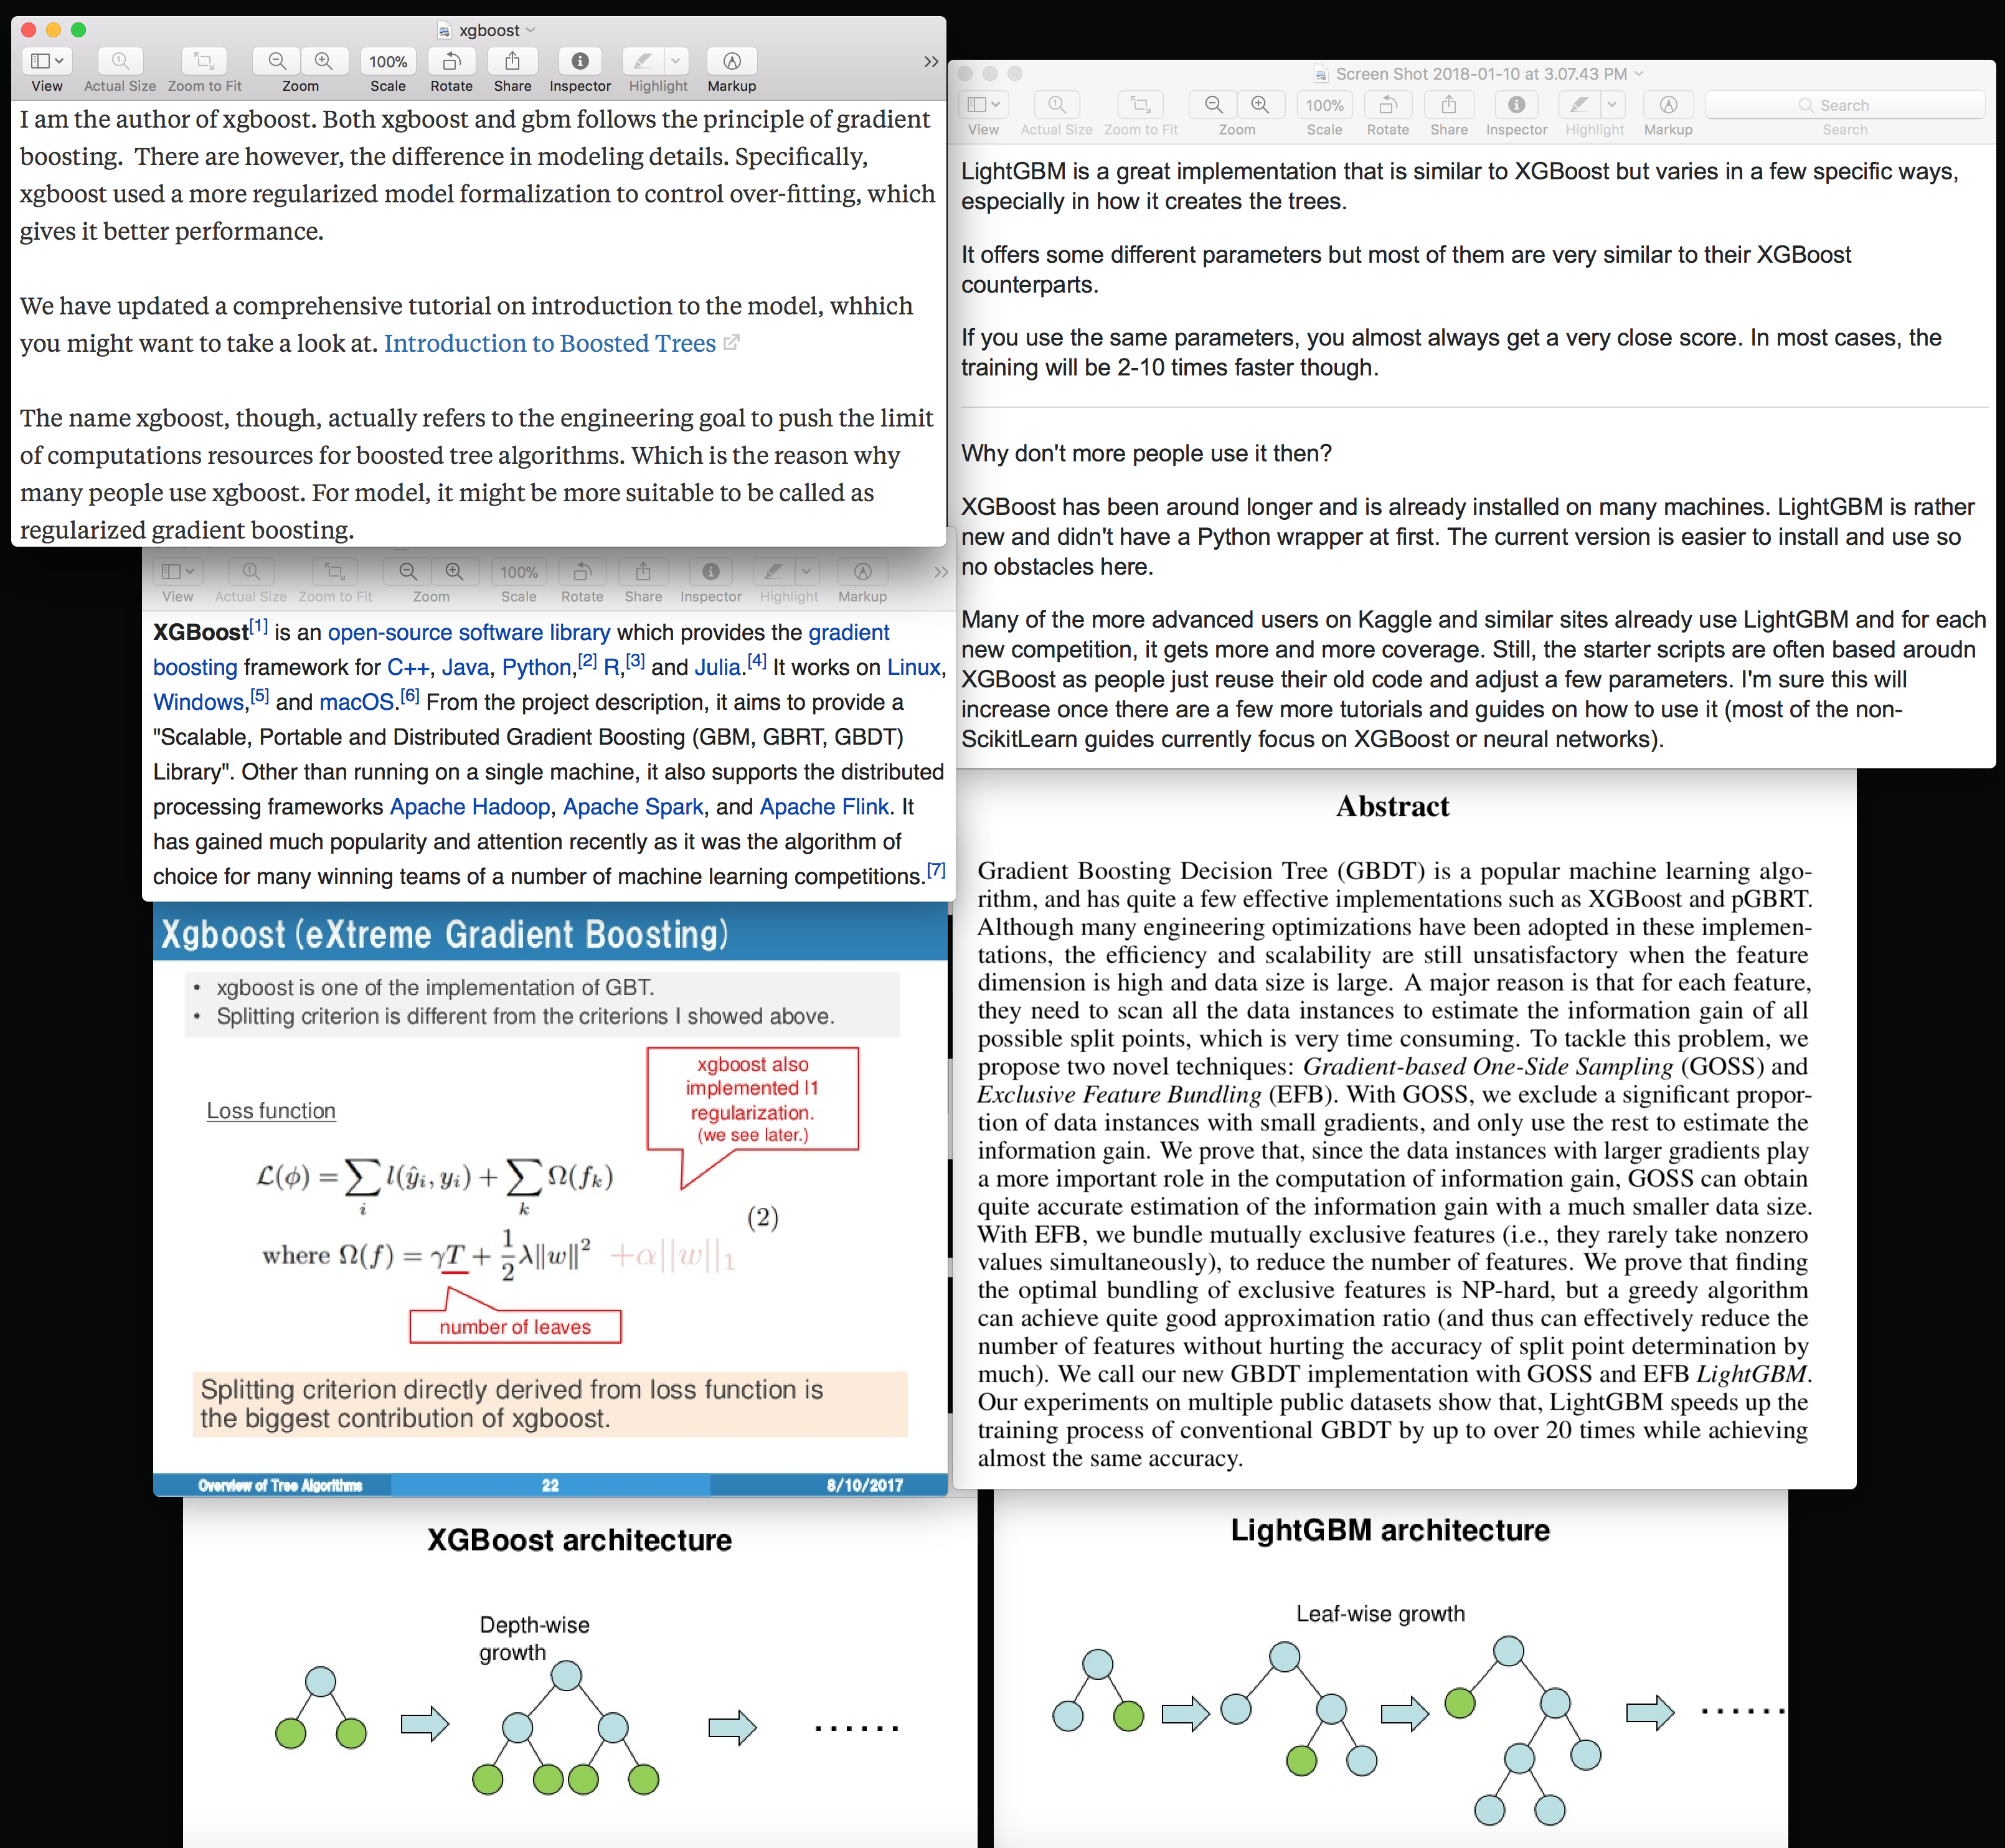 xgboost
100%
View Actual Size Zoom to Fit Zoom Scale Rotate Share Inspector Highlight Markup
I am the author of xgboost. Both xgboost and gbm follows the principle of gradient
boosting. There are however, the difference in modeling details. Specifically,
xgboost used a more regularized model formalization to control over-fitting, which
gives it better performance.
We have updated a comprehensive tutorial on introduction to the model, whhich
you might want to take a look at. Introduction to Boosted Trees
The name xgboost, though, actually refers to the engineering goal to push the limit
of computations resources for boosted tree algorithms. Which is the reason why
many people use xgboost. For model, it might be more suitable to be called as
regularized gradient boosting.
Screen Shot 2018-01-10 at 3.07.43 PM
100% Search
View Actual Size Zoom to Fit Zoom Scale Rotate Share Inspector Highlight Markup Search
LightGBM is a great implementation that is similar to XGBoost but varies in a few specific ways,
especially in how it creates the trees.
It offers some different parameters but most of them are very similar to their XGBoost
counterparts.
If you use the same parameters, you almost always get a very close score. In most cases, the
training will be 2-10 times faster though.
Why don't more people use it then?
XGBoost has been around longer and is already installed on many machines. LightGBM is rather
new and didn't have a Python wrapper at first. The current version is easier to install and use so
no obstacles here.
Many of the more advanced users on Kaggle and similar sites already use LightGBM and for each
new competition, it gets more and more coverage. Still, the starter scripts are often based aroudn
XGBoost as people just reuse their old code and adjust a few parameters. I'm sure this will
increase once there are a few more tutorials and guides on how to use it (most of the non-
ScikitLearn guides currently focus on XGBoost or neural networks).
100%
View Actual Size Zoom to Fit Zoom Scale Rotate Share Inspector Highlight Markup
XGBoost[1] is an open-source software library which provides the gradient
boosting framework for C++, Java, Python,[2] R,[3] and Julia.[4] It works on Linux,
Windows,[5] and macOS.[6] From the project description, it aims to provide a
"Scalable, Portable and Distributed Gradient Boosting (GBM, GBRT, GBDT)
Library". Other than running on a single machine, it also supports the distributed
processing frameworks Apache Hadoop, Apache Spark, and Apache Flink. It
has gained much popularity and attention recently as it was the algorithm of
choice for many winning teams of a number of machine learning competitions.[7]
Xgboost (eXtreme Gradient Boosting)
• xgboost is one of the implementation of GBT.
• Splitting criterion is different from the criterions I showed above.
xgboost also
implemented l1
regularization.
(we see later.)
Loss function
ℒ(ϕ) = ∑_i l(ŷ_i, y_i) + ∑_k Ω(f_k)
(2)
where Ω(f) = γT + 1/2 λ||w||² +α||w||₁
number of leaves
Splitting criterion directly derived from loss function is
the biggest contribution of xgboost.
Overview of Tree Algorithms 22 8/10/2017
Abstract
Gradient Boosting Decision Tree (GBDT) is a popular machine learning algo-
rithm, and has quite a few effective implementations such as XGBoost and pGBRT.
Although many engineering optimizations have been adopted in these implemen-
tations, the efficiency and scalability are still unsatisfactory when the feature
dimension is high and data size is large. A major reason is that for each feature,
they need to scan all the data instances to estimate the information gain of all
possible split points, which is very time consuming. To tackle this problem, we
propose two novel techniques: Gradient-based One-Side Sampling (GOSS) and
Exclusive Feature Bundling (EFB). With GOSS, we exclude a significant propor-
tion of data instances with small gradients, and only use the rest to estimate the
information gain. We prove that, since the data instances with larger gradients play
a more important role in the computation of information gain, GOSS can obtain
quite accurate estimation of the information gain with a much smaller data size.
With EFB, we bundle mutually exclusive features (i.e., they rarely take nonzero
values simultaneously), to reduce the number of features. We prove that finding
the optimal bundling of exclusive features is NP-hard, but a greedy algorithm
can achieve quite good approximation ratio (and thus can effectively reduce the
number of features without hurting the accuracy of split point determination by
much). We call our new GBDT implementation with GOSS and EFB LightGBM.
Our experiments on multiple public datasets show that, LightGBM speeds up the
training process of conventional GBDT by up to over 20 times while achieving
almost the same accuracy.
XGBoost architecture
Depth-wise
growth
......
LightGBM architecture
Leaf-wise growth
......